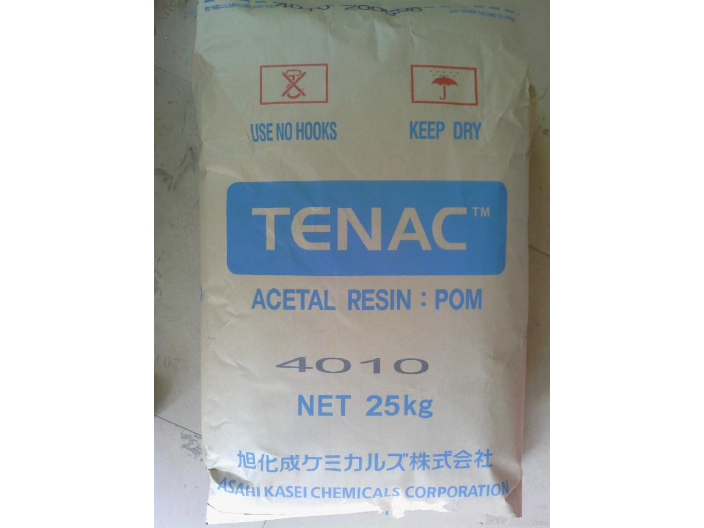 USE NO HOOKS
KEEP DRY
TENAC™
ACETAL RESIN : POM
4010
NET 25kg
旭化成ケミカルズ株式会社
ASAHI KASEI CHEMICALS CORPORATION